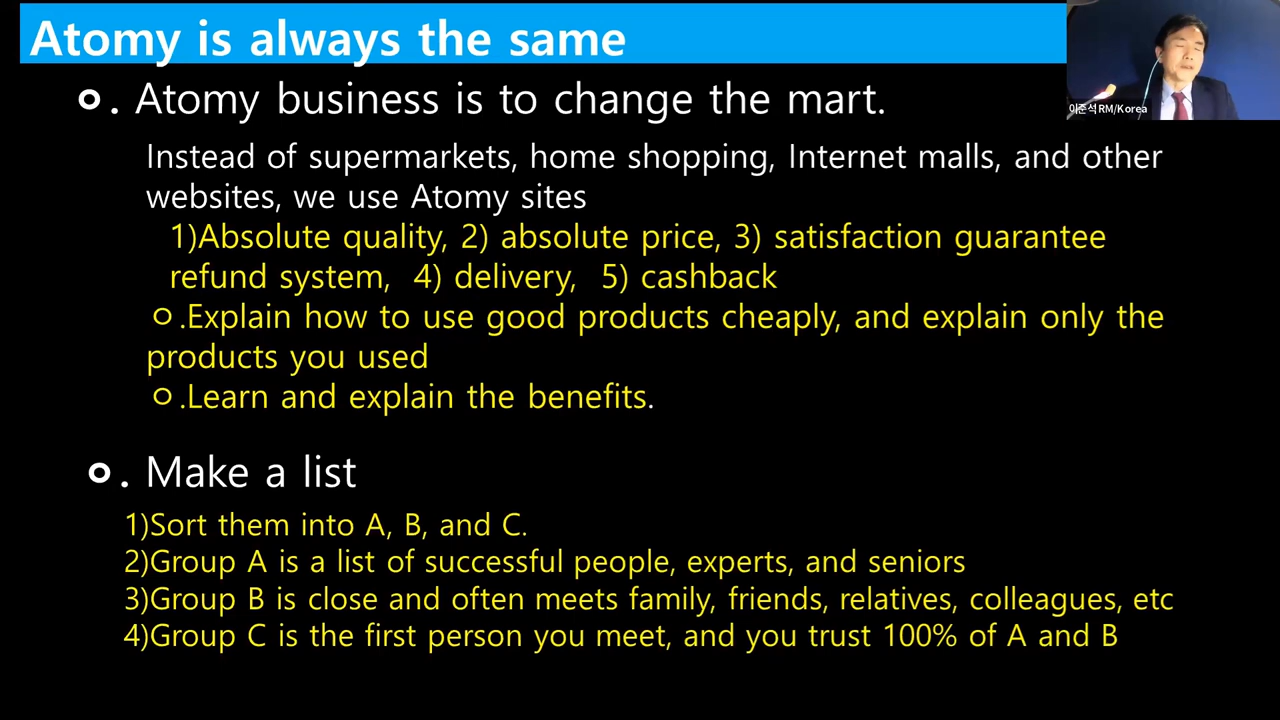 Atomy is always the same
이준석 RM/Korea
ㅇ. Atomy business is to change the mart.
Instead of supermarkets, home shopping, Internet malls, and other
websites, we use Atomy sites
1)Absolute quality, 2) absolute price, 3) satisfaction guarantee
refund system, 4) delivery, 5) cashback
ㅇ.Explain how to use good products cheaply, and explain only the
products you used
ㅇ.Learn and explain the benefits.
ㅇ. Make a list
1)Sort them into A, B, and C.
2)Group A is a list of successful people, experts, and seniors
3)Group B is close and often meets family, friends, relatives, colleagues, etc
4)Group C is the first person you meet, and you trust 100% of A and B